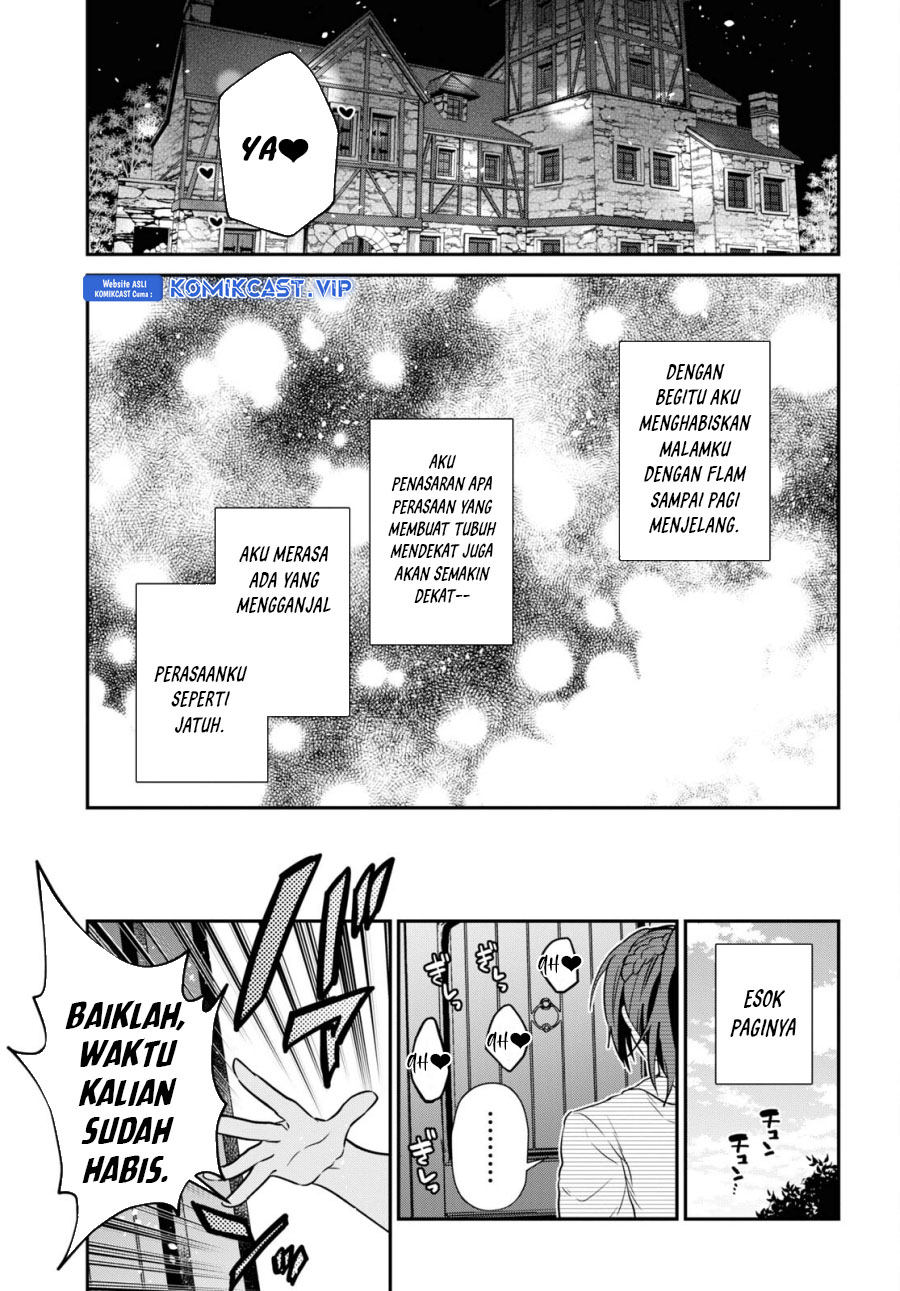 YA❤
Website ASLI
KOMIKCAST Cuma :
KOMIKCAST.VIP
DENGAN
BEGITU AKU
MENGHABISKAN
MALAMKU
DENGAN FLAM
SAMPAI PAGI
MENJELANG.
AKU
PENASARAN APA
PERASAAN YANG
MEMBUAT TUBUH
MENDEKAT JUGA
AKAN SEMAKIN
DEKAT--
AKU MERASA
ADA YANG
MENGGANJAL
PERASAANKU
SEPERTI
JATUH.
ESOK
PAGINYA
チュン
チュン
AH❤
AH❤
AH❤
ぎしっ
ぎしっ
ぎしっ
........
バァン
BAIKLAH,
WAKTU
KALIAN
SUDAH
HABIS.